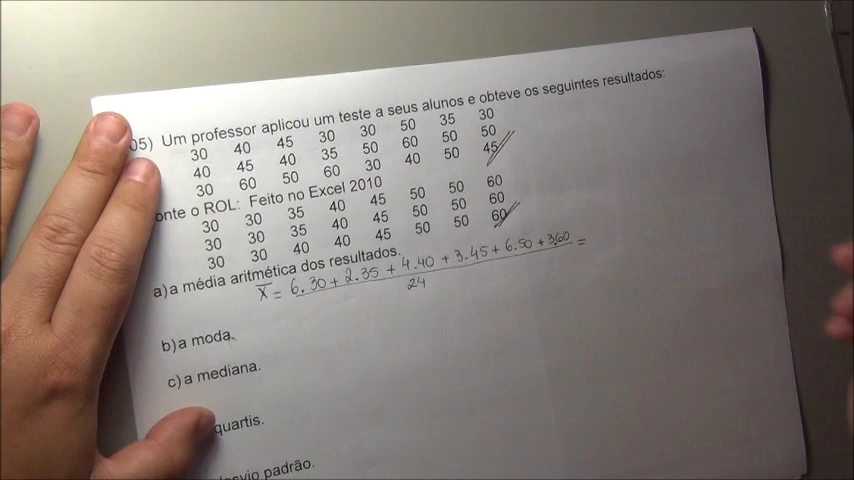 05) Um professor aplicou um teste a seus alunos e obteve os seguintes resultados:
30 40 45 30 30 50 35 30
40 45 40 35 50 60 50 50
30 60 50 60 30 40 50 45
onte o ROL: Feito no Excel 2010
30 30 35 40 45 50 50 60
30 30 35 40 45 50 50 60
30 30 40 40 45 50 50 60
a) a média aritmética dos resultados.
X̄ = 6.30 + 2.35 + 4.40 + 3.45 + 6.50 + 3.60 =
24
b) a moda.
c) a mediana.
quartis.
desvio padrão.